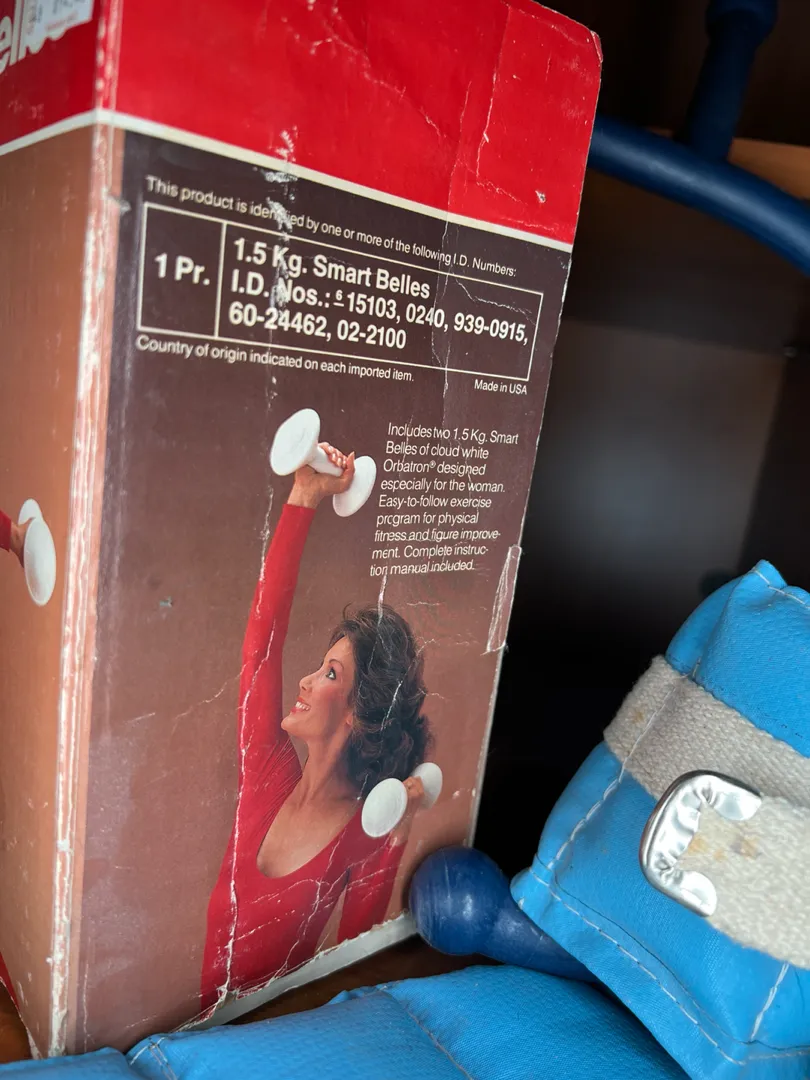 This product is identified by one or more of the following I.D. Numbers:
1 Pr.
1.5 Kg. Smart Belles
I.D. Nos.: 6 15103, 0240, 939-0915,
60-24462, 02-2100
Country of origin indicated on each imported item.
Made in USA
Includes two 1.5 Kg. Smart
Belles of cloud white
Orbatron® designed
especially for the woman.
Easy-to-follow exercise
program for physical
fitness and figure improve-
ment. Complete instruc-
tion manual included.